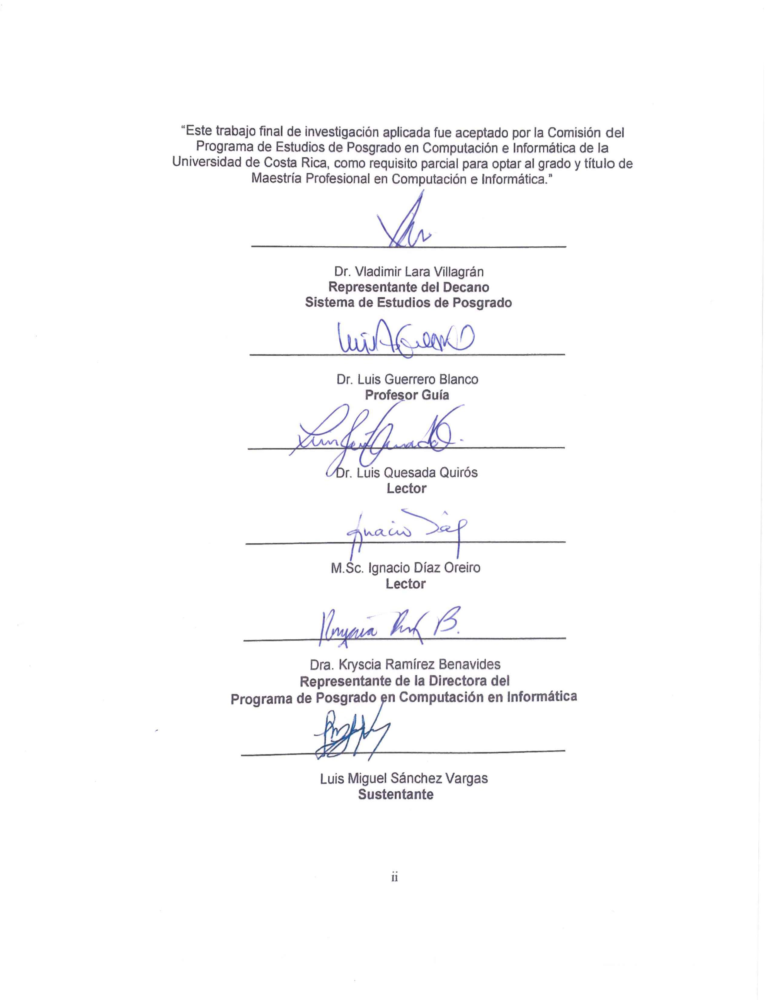 “Este trabajo final de investigación aplicada fue aceptado por la Comisión del
Programa de Estudios de Posgrado en Computación e Informática de la
Universidad de Costa Rica, como requisito parcial para optar al grado y título de
Maestría Profesional en Computación e Informática.”
Dr. Vladimir Lara Villagrán
Representante del Decano
Sistema de Estudios de Posgrado
Dr. Luis Guerrero Blanco
Profesor Guía
Dr. Luis Quesada Quirós
Lector
Ignacio Díaz
M.Sc. Ignacio Díaz Oreiro
Lector
Dra. Kryscia Ramírez Benavides
Representante de la Directora del
Programa de Posgrado en Computación en Informática
Luis Miguel Sánchez Vargas
Sustentante
ii